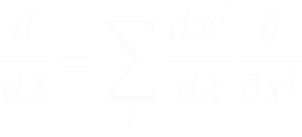 d/dλ = ∑_i dx^i/dλ ∂/∂x^i